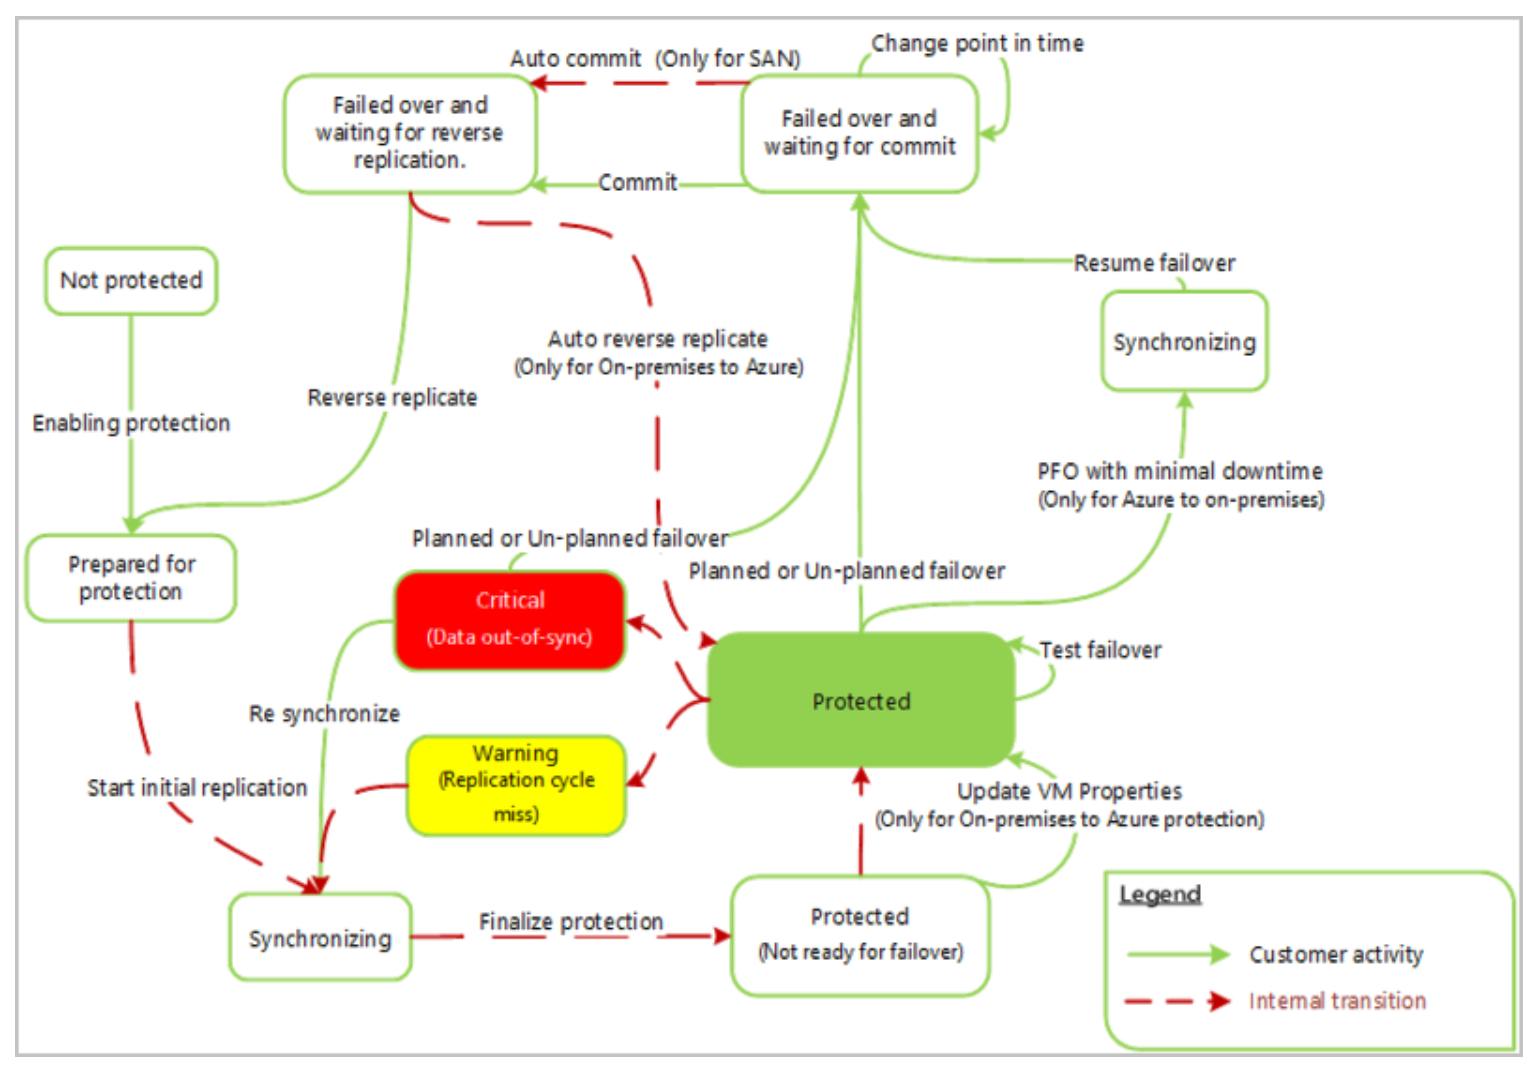 Change point in time
Auto commit (Only for SAN)
Failed over and
waiting for reverse
replication.
Failed over and
waiting for commit
Commit
Not protected
Resume failover
Synchronizing
Auto reverse replicate
(Only for On-premises to Azure)
Reverse replicate
Enabling protection
PFO with minimal downtime
(Only for Azure to on-premises)
Planned or Un-planned failover
Planned or Un-planned failover
Prepared for
protection
Critical
(Data out-of-sync)
Test failover
Protected
Re synchronize
Warning
(Replication cycle
miss)
Start initial replication
Update VM Properties
(Only for On-premises to Azure protection)
Synchronizing
Finalize protection
Protected
(Not ready for failover)
Legend
Customer activity
Internal transition